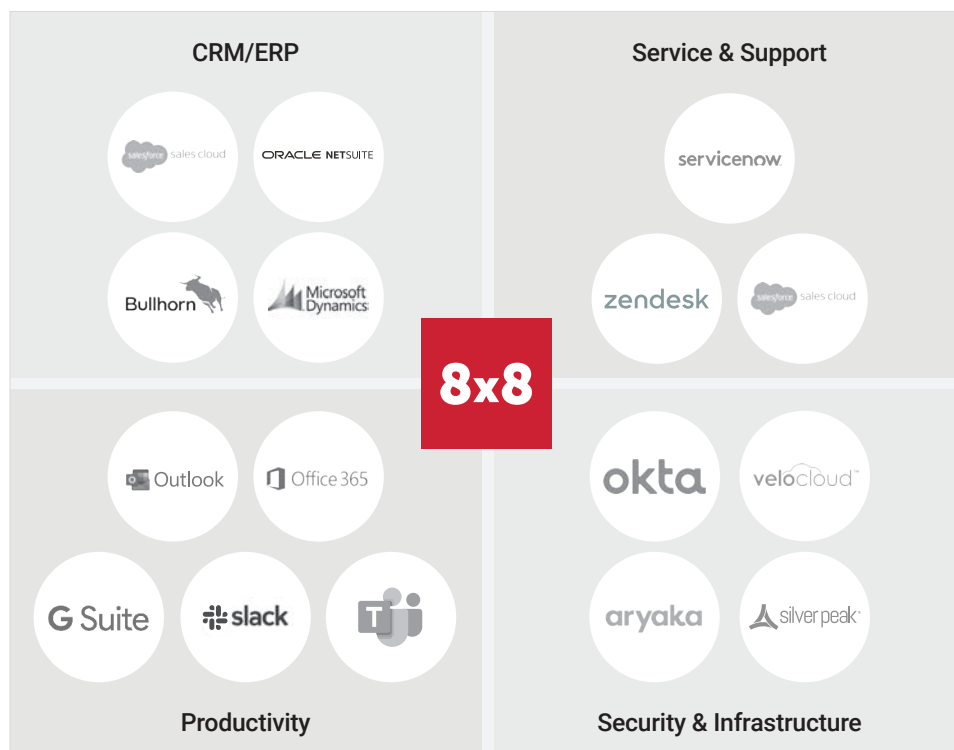 CRM/ERP
salesforce sales cloud
ORACLE NETSUITE
Bullhorn
Microsoft
Dynamics
Service & Support
servicenow
zendesk
salesforce sales cloud
8x8
Outlook
Office 365
G Suite
slack
T
Productivity
okta
velocloud™
aryaka
silver peak®
Security & Infrastructure